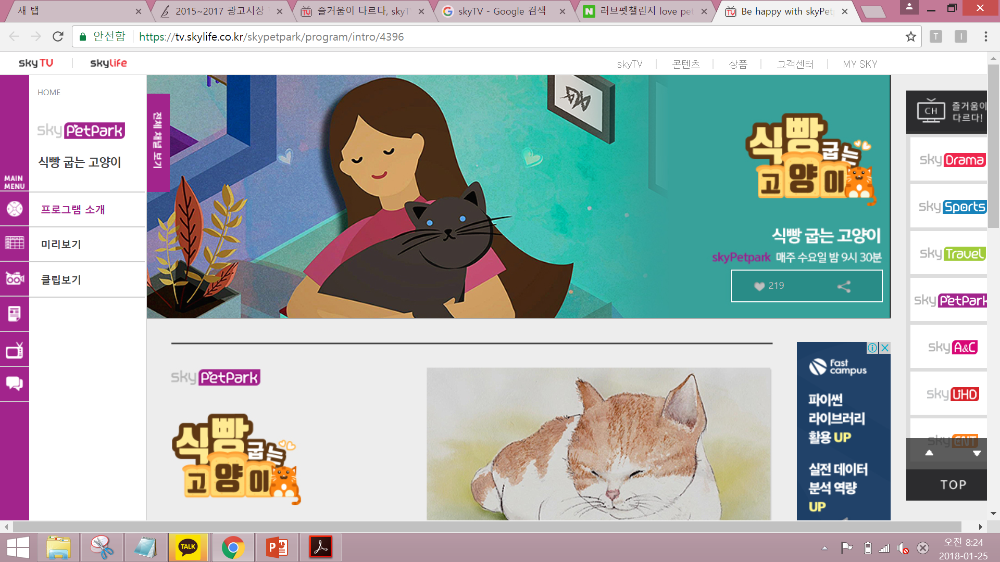 새 탭
2015~2017 광고시장
즐거움이 다르다, skyT
skyTV - Google 검색
러브펫챌린지 love pet
Be happy with skyPetp
안전함
https://tv.skylife.co.kr/skypetpark/program/intro/4396
T
I
sky TV
skylife
skyTV
콘텐츠
상품
고객센터
MY SKY
HOME
sky PetPark
식빵 굽는 고양이
MAIN
MENU
프로그램 소개
미리보기
클립보기
전체 채널 보기
식빵 굽는
고양이
식빵 굽는 고양이
skyPetpark 매주 수요일 밤 9시 30분
219
CH
즐거움이
다르다!
sky Drama
sky Sports
sky Travel
sky PetPark
sky A&C
sky UHD
sky ENT
TOP
sky PetPark
식빵 굽는
고양이
Fast
campus
파이썬
라이브러리
활용 UP
실전 데이터
분석 역량
UP
TALK
오전 8:24
2018-01-25